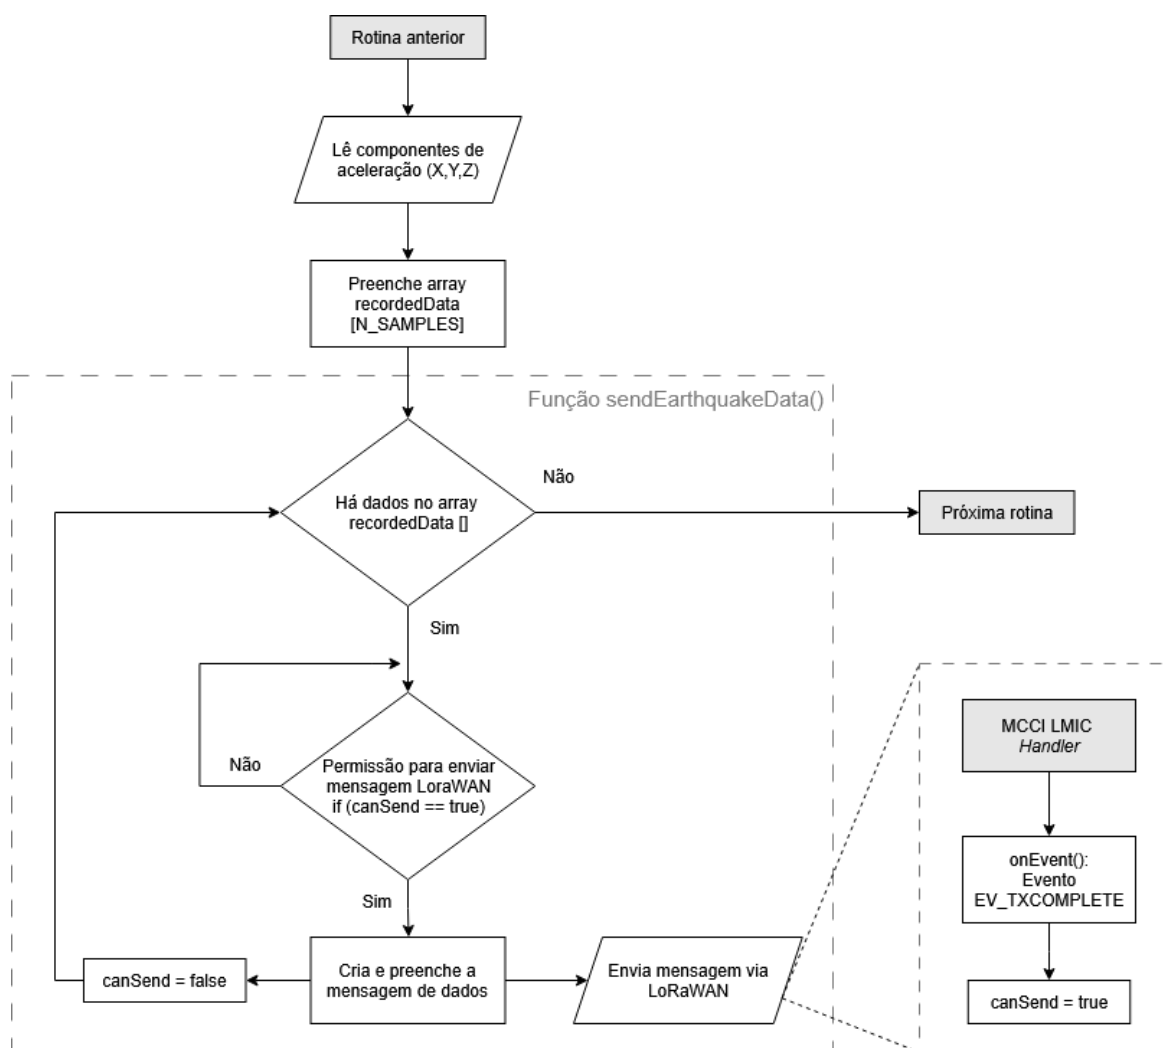 Rotina anterior
Lê componentes de
aceleração (X,Y,Z)
Preenche array
recordedData
[N_SAMPLES]
Função sendEarthquakeData()
Há dados no array
recordedData []
Não
Próxima rotina
Sim
Permissão para enviar
mensagem LoraWAN
if (canSend == true)
Não
Sim
Cria e preenche a
mensagem de dados
canSend = false
Envia mensagem via
LoRaWAN
MCCI LMIC
Handler
onEvent():
Evento
EV_TXCOMPLETE
canSend = true